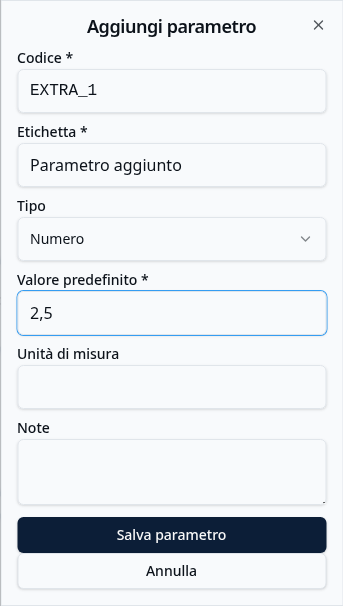 Aggiungi parametro
Codice *
EXTRA_1
Etichetta *
Parametro aggiunto
Tipo
Numero
Valore predefinito *
2,5
Unità di misura
Note
Salva parametro
Annulla